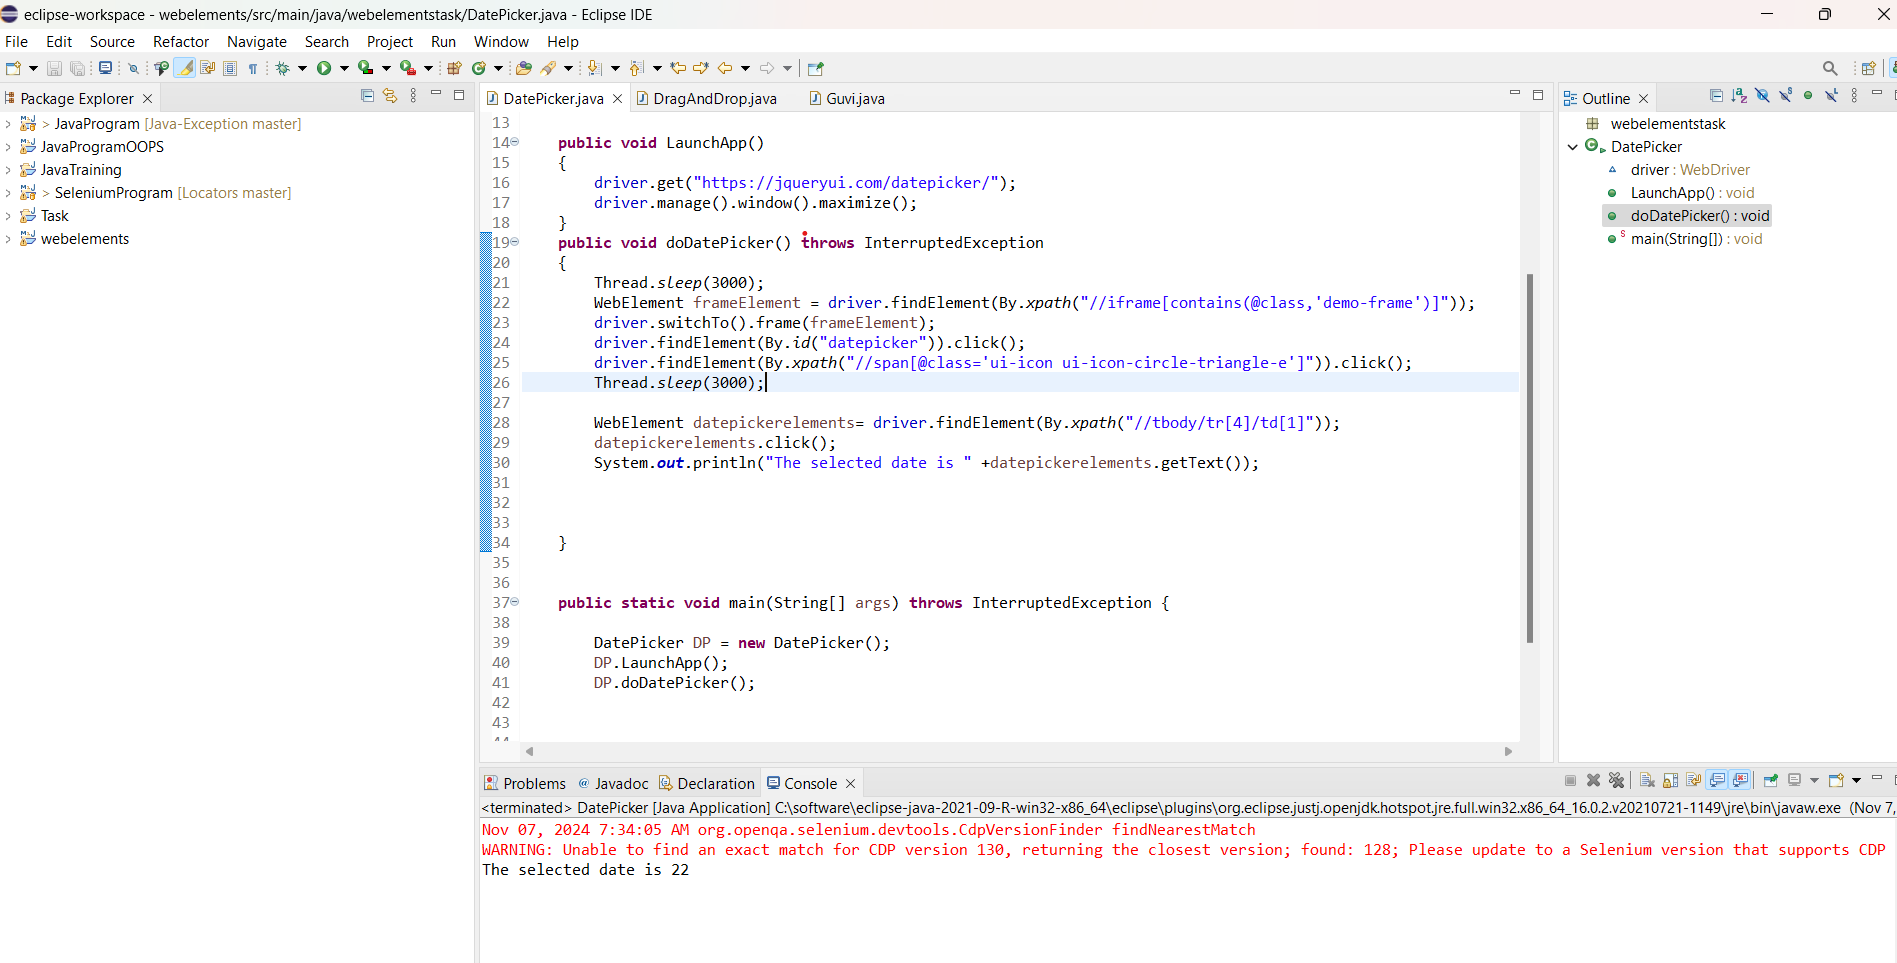 eclipse-workspace - webelements/src/main/java/webelementstask/DatePicker.java - Eclipse IDE
File Edit Source Refactor Navigate Search Project Run Window Help
Package Explorer
> JavaProgram [Java-Exception master]
JavaProgramOOPS
JavaTraining
> SeleniumProgram [Locators master]
Task
webelements
DatePicker.java DragAndDrop.java Guvi.java
13
14 public void LaunchApp()
15 {
16 driver.get("https://jqueryui.com/datepicker/");
17 driver.manage().window().maximize();
18 }
19 public void doDatePicker() throws InterruptedException
20 {
21 Thread.sleep(3000);
22 WebElement frameElement = driver.findElement(By.xpath("//iframe[contains(@class,'demo-frame')]"));
23 driver.switchTo().frame(frameElement);
24 driver.findElement(By.id("datepicker")).click();
25 driver.findElement(By.xpath("//span[@class='ui-icon ui-icon-circle-triangle-e']")).click();
26 Thread.sleep(3000);
27
28 WebElement datepickerelements= driver.findElement(By.xpath("//tbody/tr[4]/td[1]"));
29 datepickerelements.click();
30 System.out.println("The selected date is " +datepickerelements.getText());
31
32
33
34 }
35
36
37 public static void main(String[] args) throws InterruptedException {
38
39 DatePicker DP = new DatePicker();
40 DP.LaunchApp();
41 DP.doDatePicker();
42
43
Outline
webelementstask
DatePicker
driver : WebDriver
LaunchApp() : void
doDatePicker() : void
main(String[]) : void
Problems @ Javadoc Declaration Console
<terminated> DatePicker [Java Application] C:\software\eclipse-java-2021-09-R-win32-x86_64\eclipse\plugins\org.eclipse.justj.openjdk.hotspot.jre.full.win32.x86_64_16.0.2.v20210721-1149\jre\bin\javaw.exe (Nov 7,
Nov 07, 2024 7:34:05 AM org.openqa.selenium.devtools.CdpVersionFinder findNearestMatch
WARNING: Unable to find an exact match for CDP version 130, returning the closest version; found: 128; Please update to a Selenium version that supports CDP
The selected date is 22